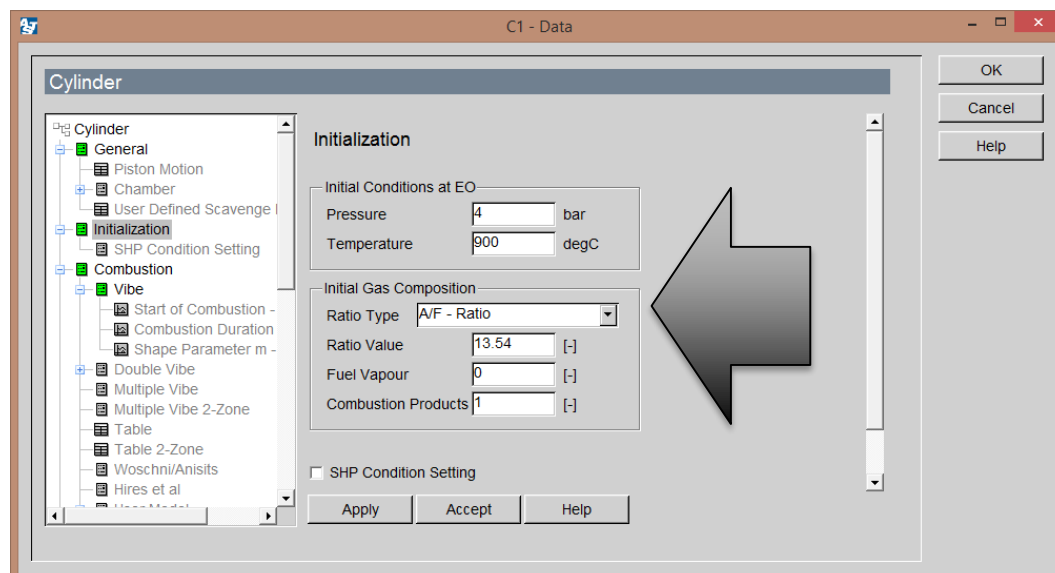 C1 - Data
Cylinder
OK
Cancel
Help
Cylinder
General
Piston Motion
Chamber
User Defined Scavenge
Initialization
SHP Condition Setting
Combustion
Vibe
Start of Combustion -
Combustion Duration
Shape Parameter m -
Double Vibe
Multiple Vibe
Multiple Vibe 2-Zone
Table
Table 2-Zone
Woschni/Anisits
Hires et al
User Model
Initialization
Initial Conditions at EO
Pressure 4 bar
Temperature 900 degC
Initial Gas Composition
Ratio Type A/F - Ratio
Ratio Value 13.54 [-]
Fuel Vapour 0 [-]
Combustion Products 1 [-]
SHP Condition Setting
Apply Accept Help